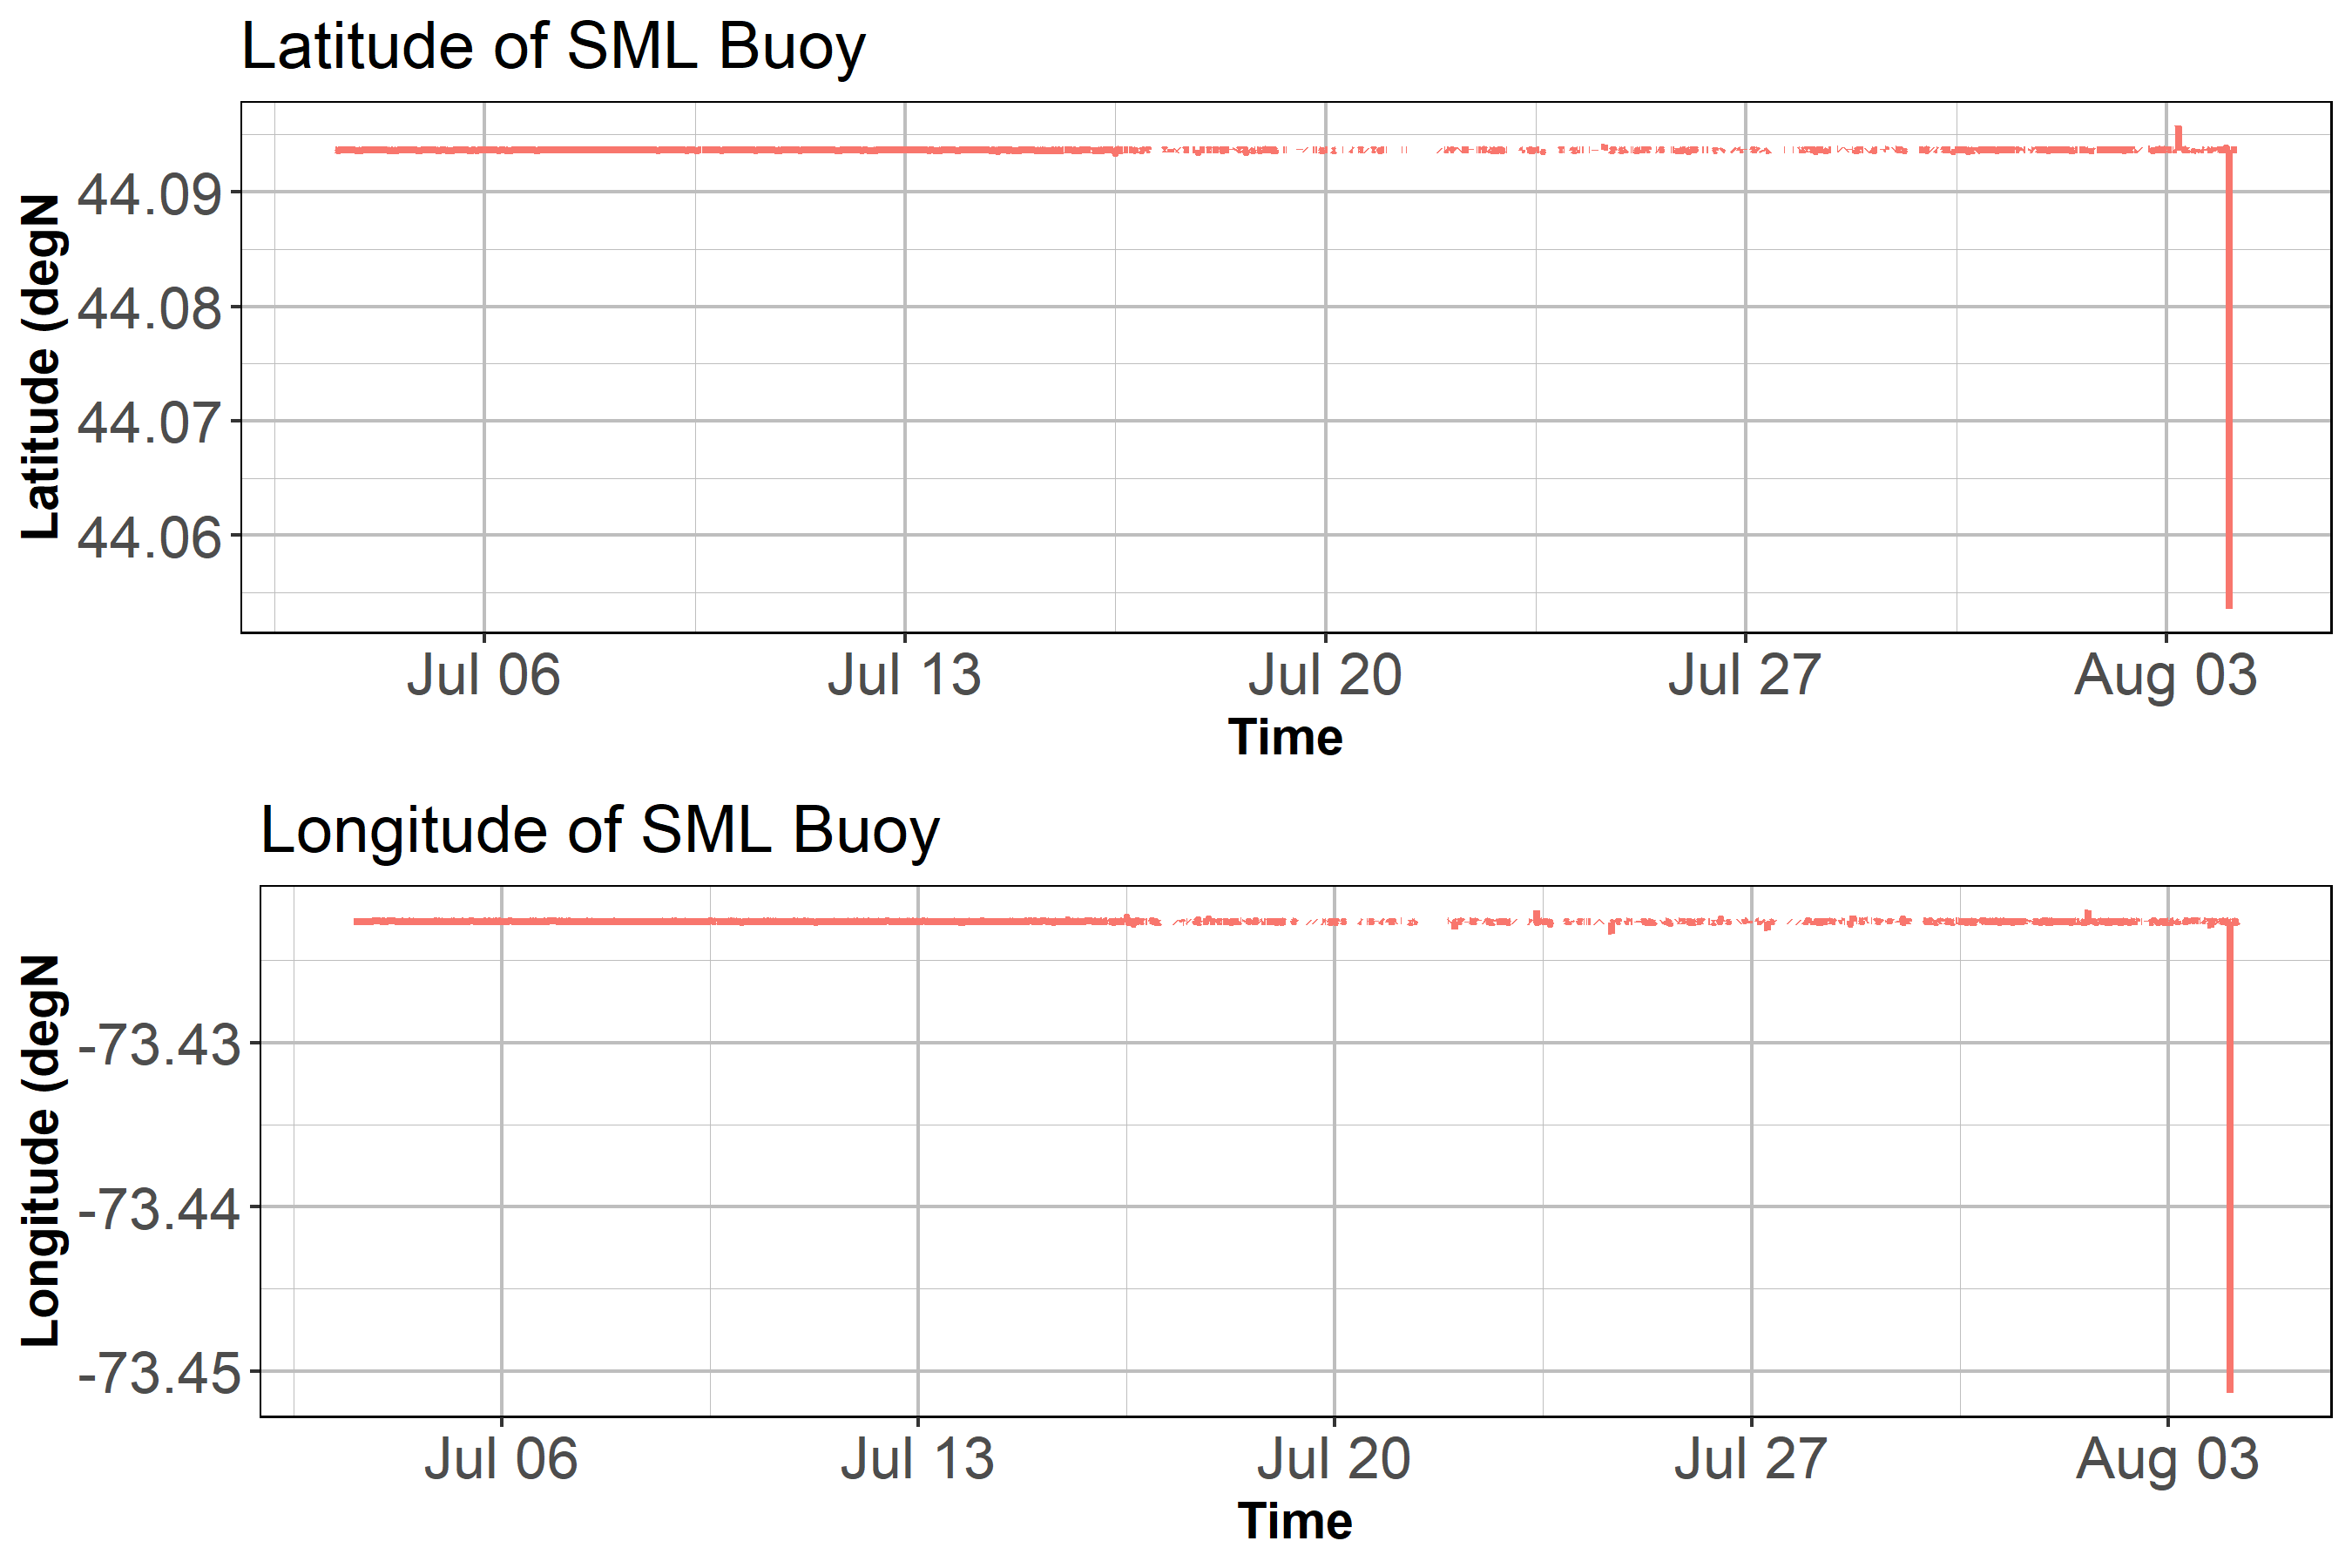 Latitude of SML Buoy
Latitude (degN
44.09
44.08
44.07
44.06
Jul 06 Jul 13 Jul 20 Jul 27 Aug 03
Time
Longitude of SML Buoy
Longitude (degN
-73.43
-73.44
-73.45
Jul 06 Jul 13 Jul 20 Jul 27 Aug 03
Time